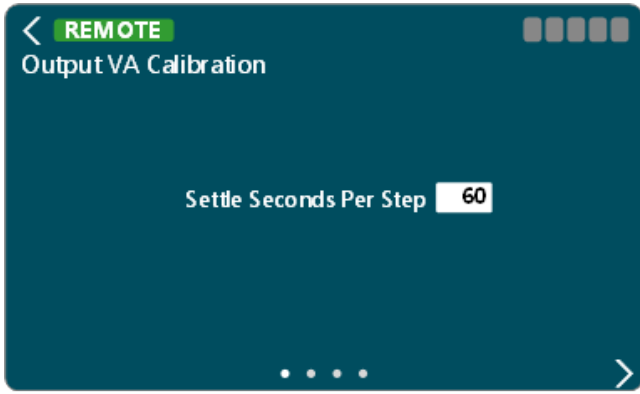 REMOTE
Output VA Calibration
Settle Seconds Per Step 60